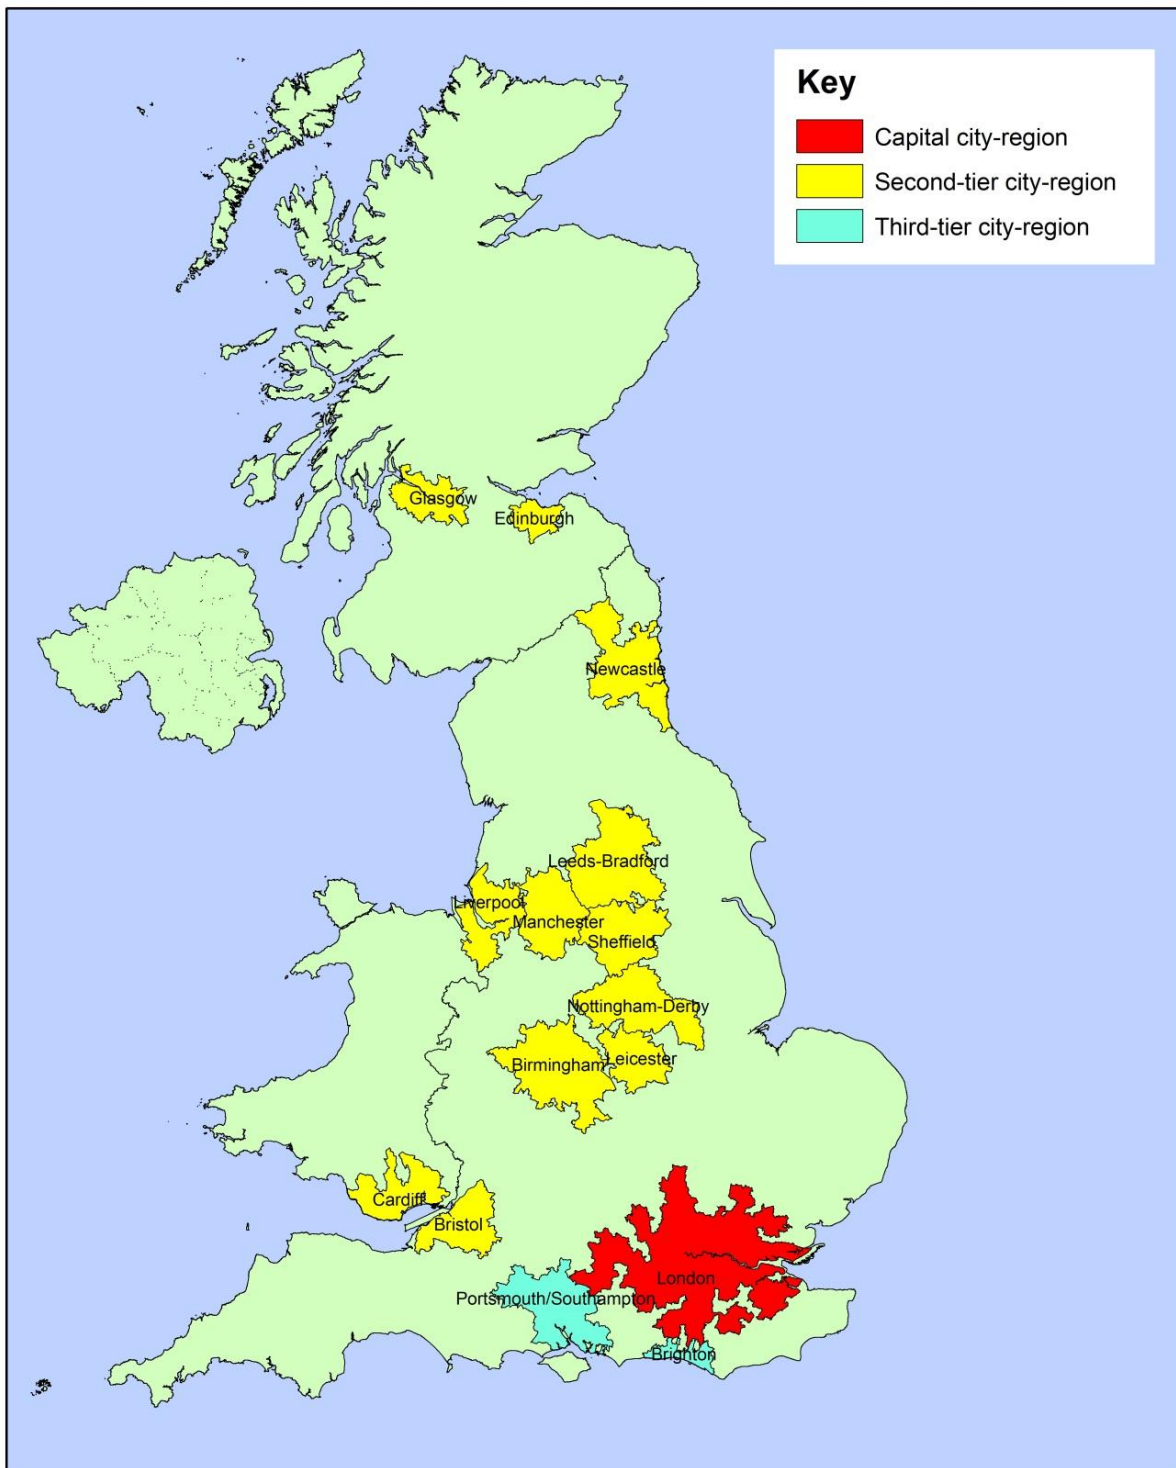 Key
Capital city-region
Second-tier city-region
Third-tier city-region
Glasgow
Edinburgh
Newcastle
Leeds-Bradford
Liverpool
Manchester
Sheffield
Nottingham-Derby
Birmingham
Leicester
Cardiff
Bristol
London
Portsmouth/Southampton
Brighton